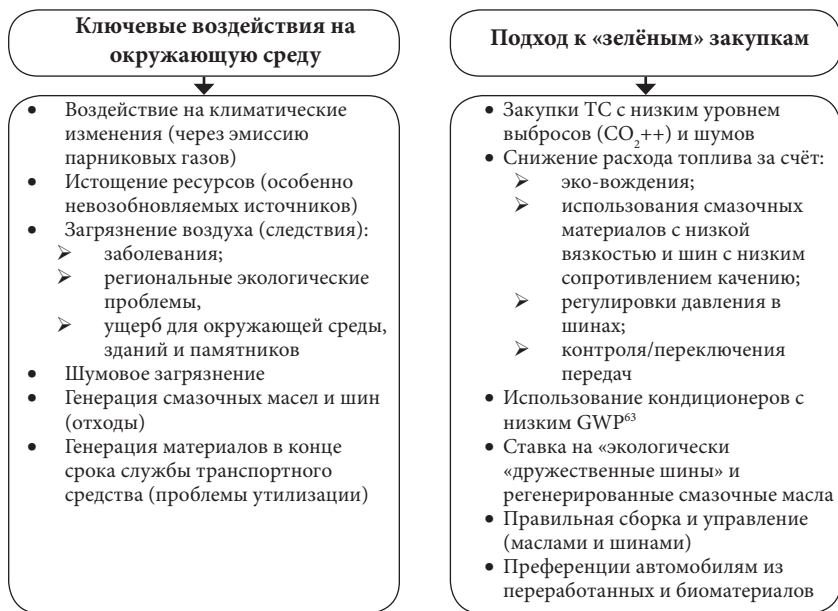 Ключевые воздействия на
окружающую среду
• Воздействие на климатические
изменения (через эмиссию
парниковых газов)
• Истощение ресурсов (особенно
невозобновляемых источников)
• Загрязнение воздуха (следствия):
➢ заболевания;
➢ региональные экологические
проблемы,
➢ ущерб для окружающей среды,
зданий и памятников
• Шумовое загрязнение
• Генерация смазочных масел и шин
(отходы)
• Генерация материалов в конце
срока службы транспортного
средства (проблемы утилизации)
Подход к «зелёным» закупкам
• Закупки ТС с низким уровнем
выбросов (CO₂++) и шумов
• Снижение расхода топлива за счёт:
➢ эко-вождения;
➢ использования смазочных
материалов с низкой
вязкостью и шин с низким
сопротивлением качению;
➢ регулировки давления в
шинах;
➢ контроля/переключения
передач
• Использование кондиционеров с
низким GWP⁶³
• Ставка на «экологически
«дружественные шины» и
регенерированные смазочные масла
• Правильная сборка и управление
(маслами и шинами)
• Преференции автомобилям из
переработанных и биоматериалов